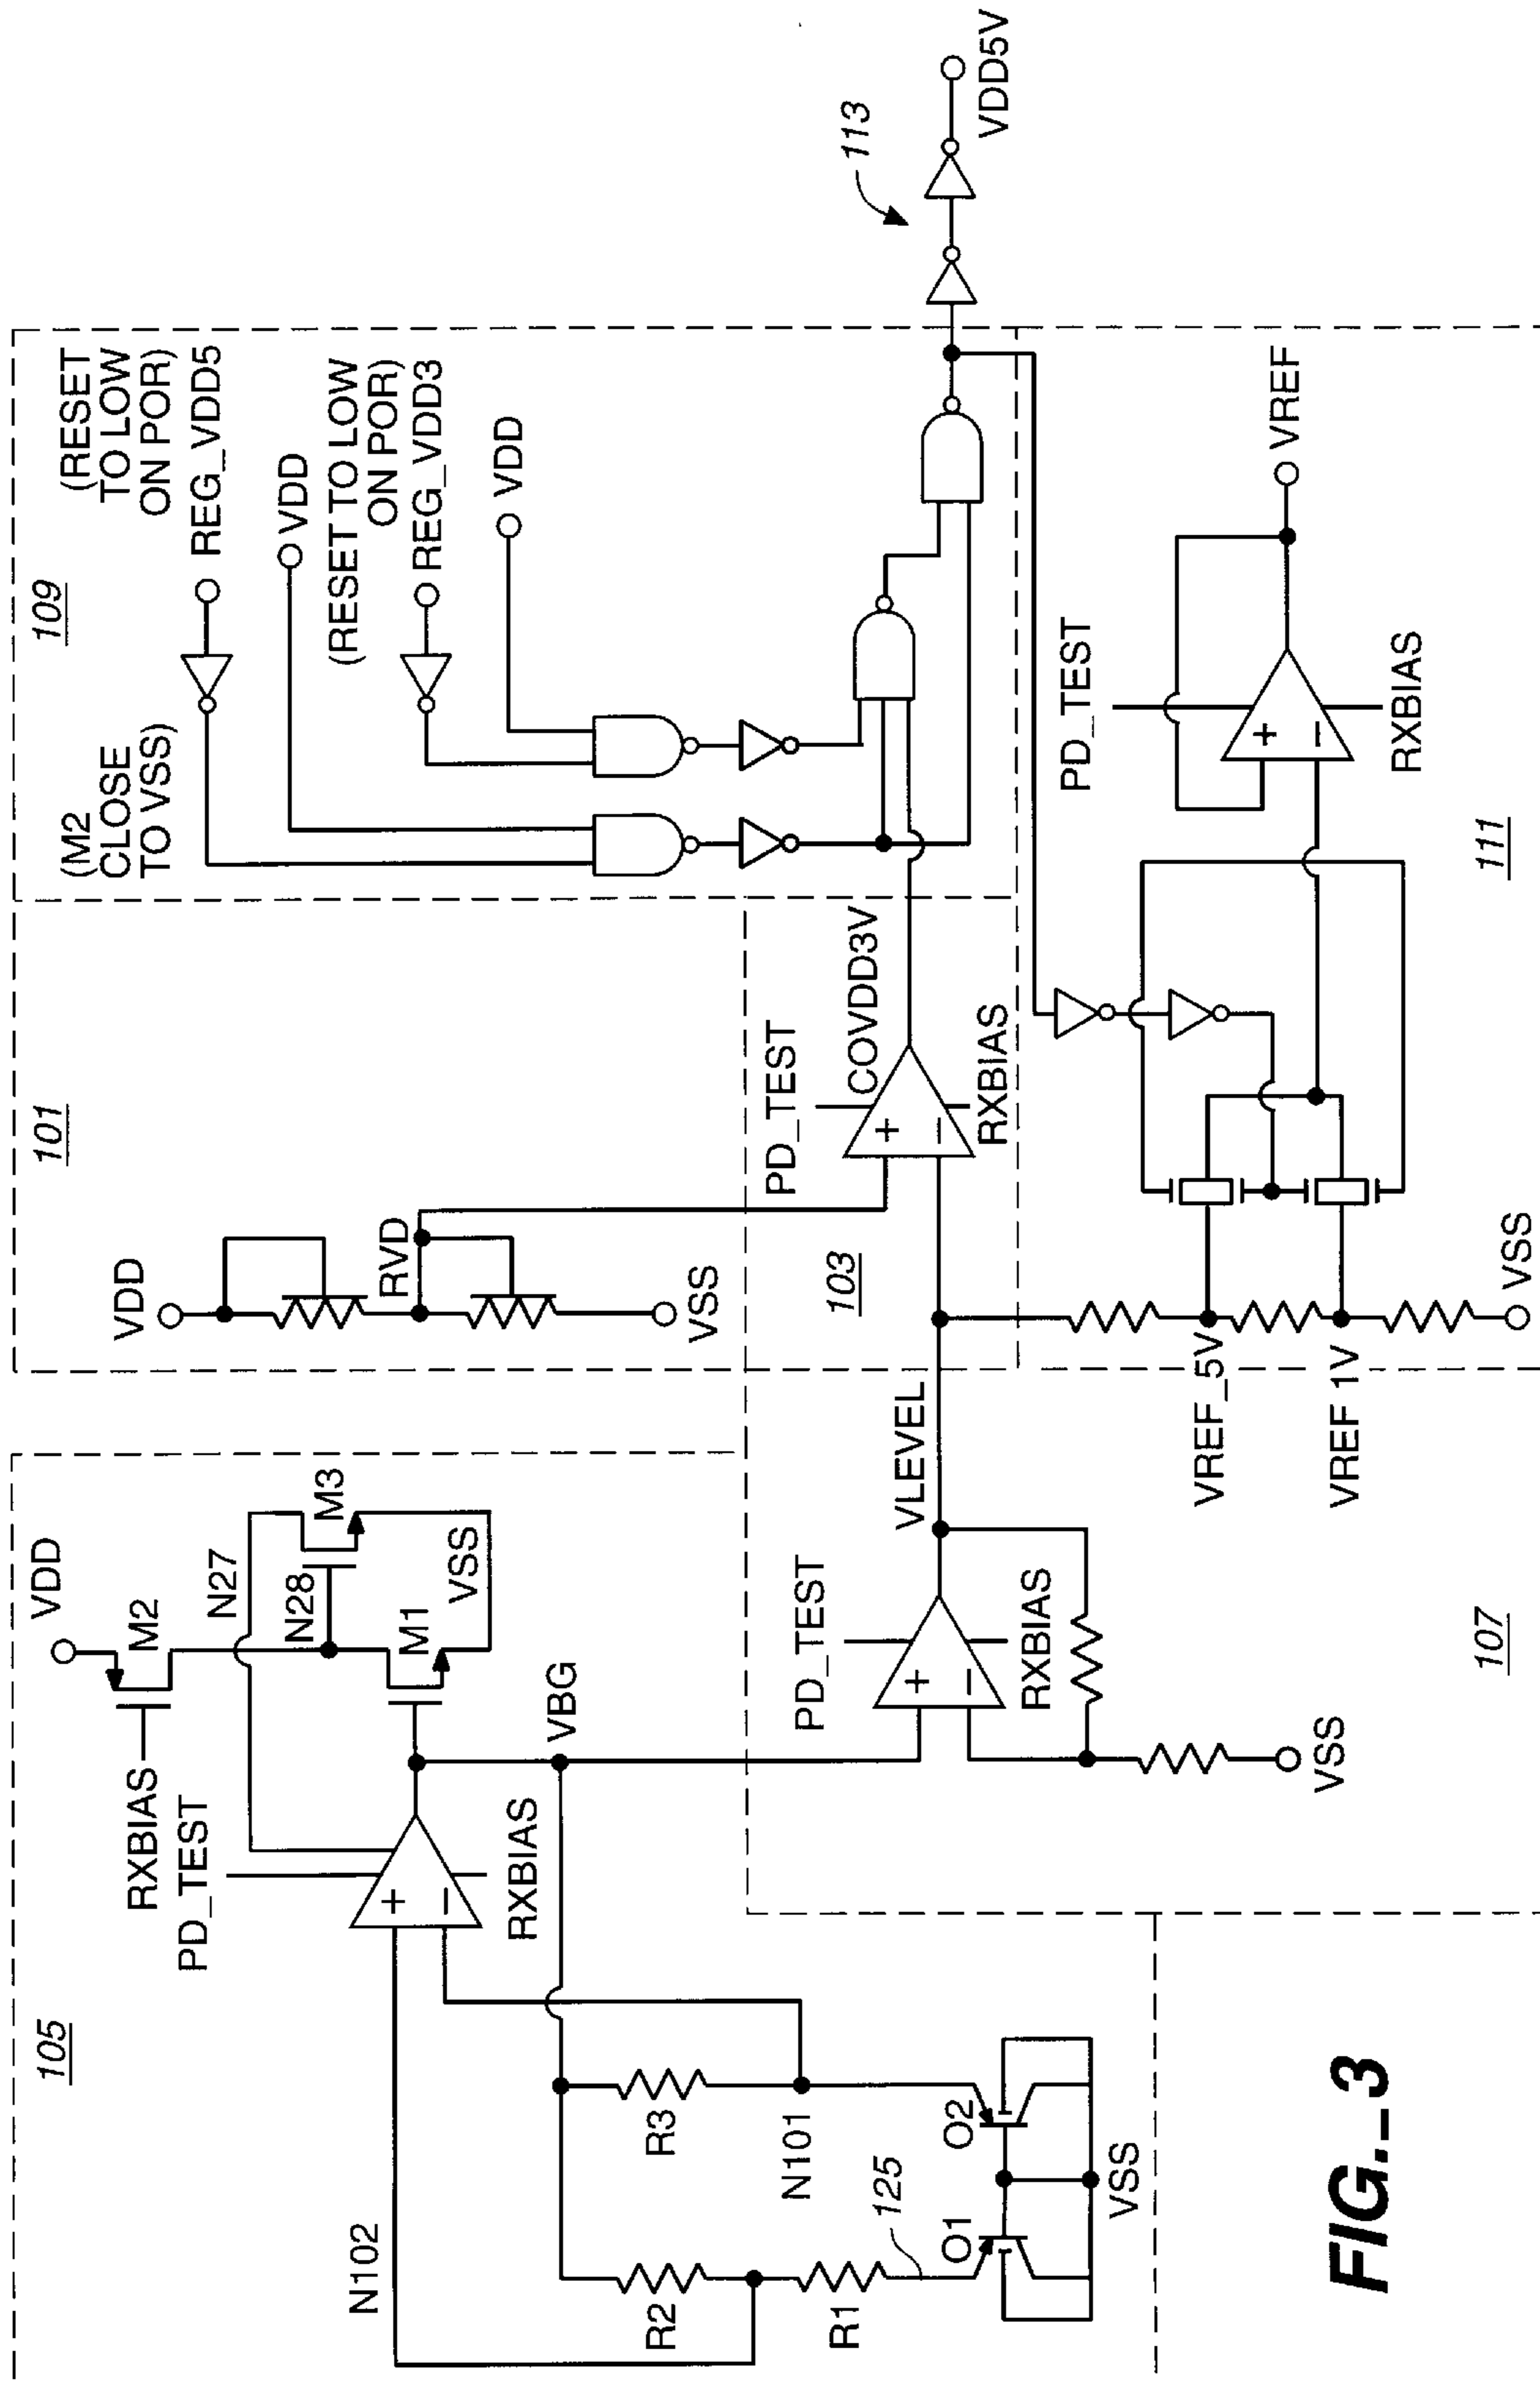 105
VDD
M2
RXBIAS
PD_TEST
N27
N28
M3
M1
VSS
RXBIAS
VBG
N102
R2
R3
R1
N101
125
O1
O2
VSS
101
VDD
RVD
VSS
103
PD_TEST
COVDD3V
RXBIAS
107
PD_TEST
VLEVEL
RXBIAS
VSS
109
(M2
CLOSE
TO VSS)
(RESET
TO LOW
ON POR)
REG_VDD5
VDD
(RESET TO LOW
ON POR)
REG_VDD3
VDD
113
VDD5V
111
VREF_5V
VREF 1V
VSS
PD_TEST
RXBIAS
VREF
+
−
+
−
+
−
+
−
FIG._3